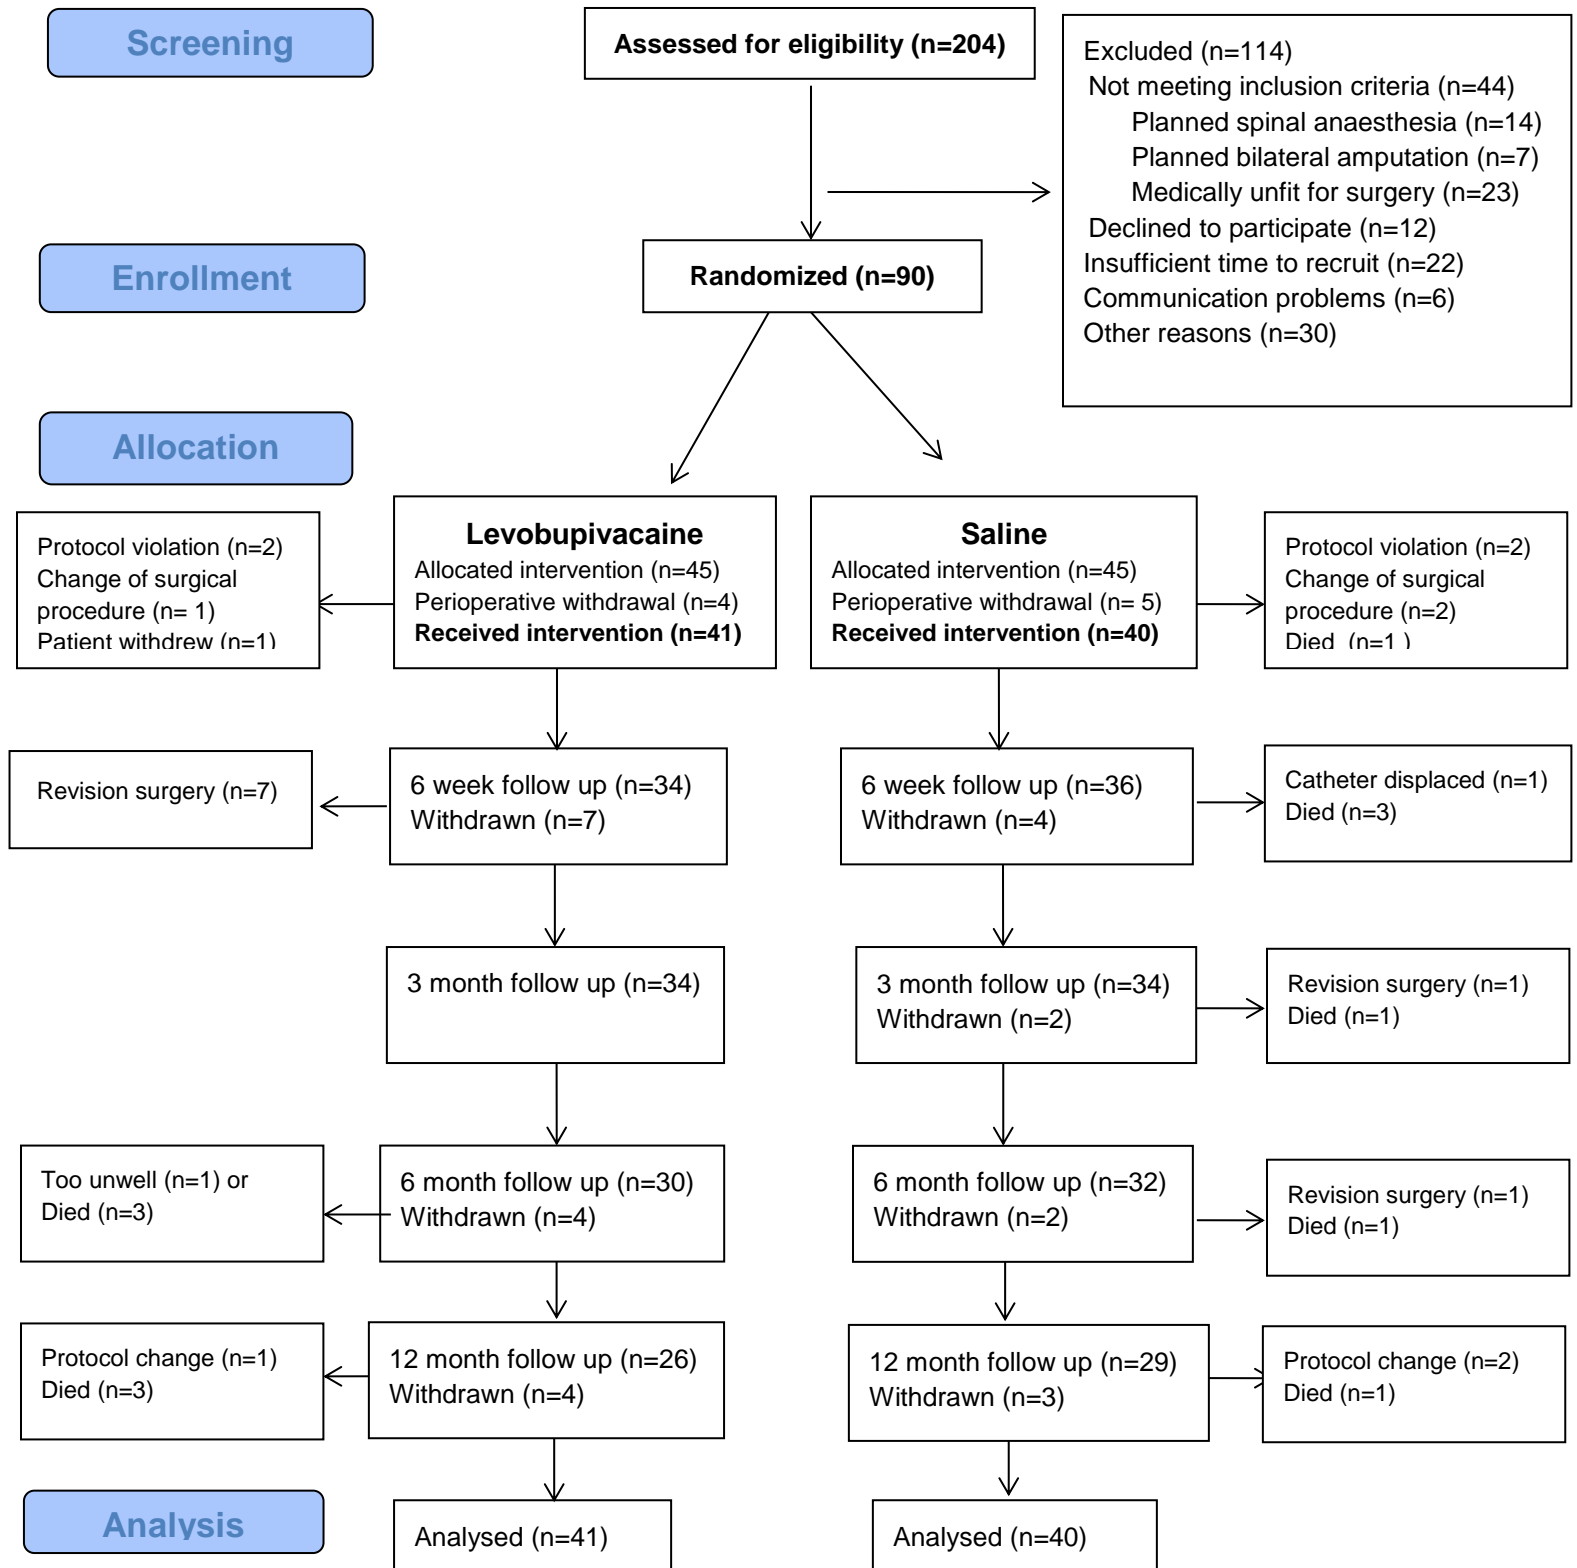 Screening
Assessed for eligibility (n=204)
Excluded (n=114)
Not meeting inclusion criteria (n=44)
Planned spinal anaesthesia (n=14)
Planned bilateral amputation (n=7)
Medically unfit for surgery (n=23)
Declined to participate (n=12)
Insufficient time to recruit (n=22)
Communication problems (n=6)
Other reasons (n=30)
Enrollment
Randomized (n=90)
Allocation
Protocol violation (n=2)
Change of surgical
procedure (n= 1)
Patient withdrew (n=1)
Levobupivacaine
Allocated intervention (n=45)
Perioperative withdrawal (n=4)
Received intervention (n=41)
Saline
Allocated intervention (n=45)
Perioperative withdrawal (n= 5)
Received intervention (n=40)
Protocol violation (n=2)
Change of surgical
procedure (n=2)
Died (n=1 )
Revision surgery (n=7)
6 week follow up (n=34)
Withdrawn (n=7)
6 week follow up (n=36)
Withdrawn (n=4)
Catheter displaced (n=1)
Died (n=3)
3 month follow up (n=34)
3 month follow up (n=34)
Withdrawn (n=2)
Revision surgery (n=1)
Died (n=1)
Too unwell (n=1) or
Died (n=3)
6 month follow up (n=30)
Withdrawn (n=4)
6 month follow up (n=32)
Withdrawn (n=2)
Revision surgery (n=1)
Died (n=1)
Protocol change (n=1)
Died (n=3)
12 month follow up (n=26)
Withdrawn (n=4)
12 month follow up (n=29)
Withdrawn (n=3)
Protocol change (n=2)
Died (n=1)
Analysis
Analysed (n=41)
Analysed (n=40)